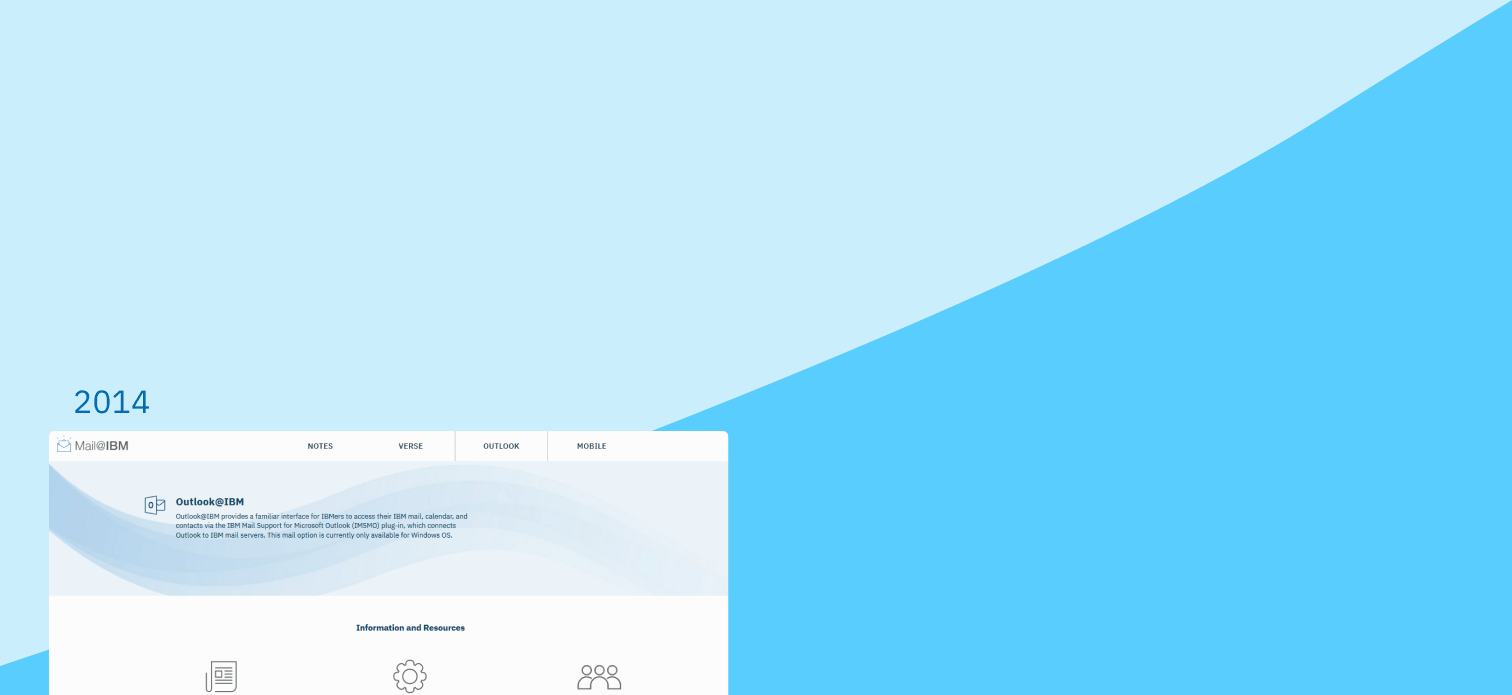 2014
Mail@IBM
NOTES VERSE OUTLOOK MOBILE
Outlook@IBM
Outlook@IBM provides a familiar interface for IBMers to access their IBM mail, calendar, and
contacts via the IBM Mail Support for Microsoft Outlook (IMSMO) plug-in, which connects
Outlook to IBM mail servers. This mail option is currently only available for Windows OS.
Information and Resources